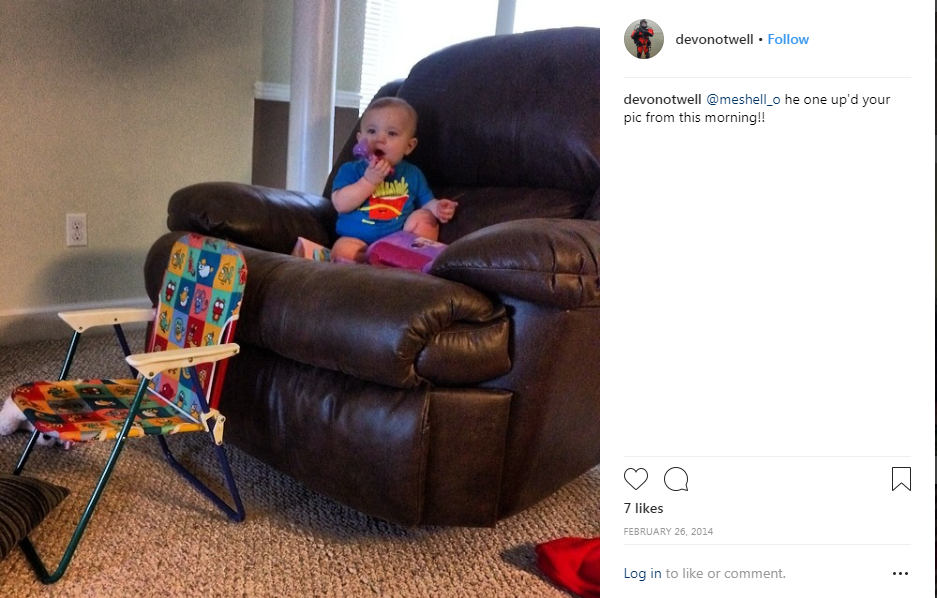 devonotwell • Follow
devonotwell @meshell_o he one up'd your
pic from this morning!!
7 likes
FEBRUARY 26, 2014
Log in to like or comment.